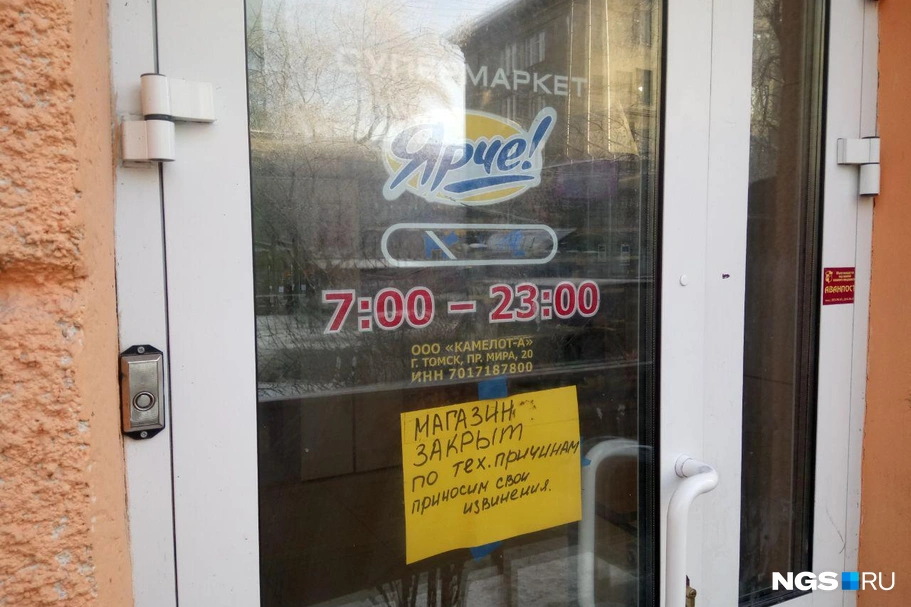 СУПЕРМАРКЕТ
Ярче!
7:00 – 23:00
ООО «КАМЕЛОТ-А»
Г. ТОМСК, ПР. МИРА, 20
ИНН 7017187800
МАГАЗИН
ЗАКРЫТ
ПО ТЕХ. ПРИЧИНАМ
ПРИНОСИМ СВОИ
ИЗВИНЕНИЯ.
АВАНПОСТ
NGS RU